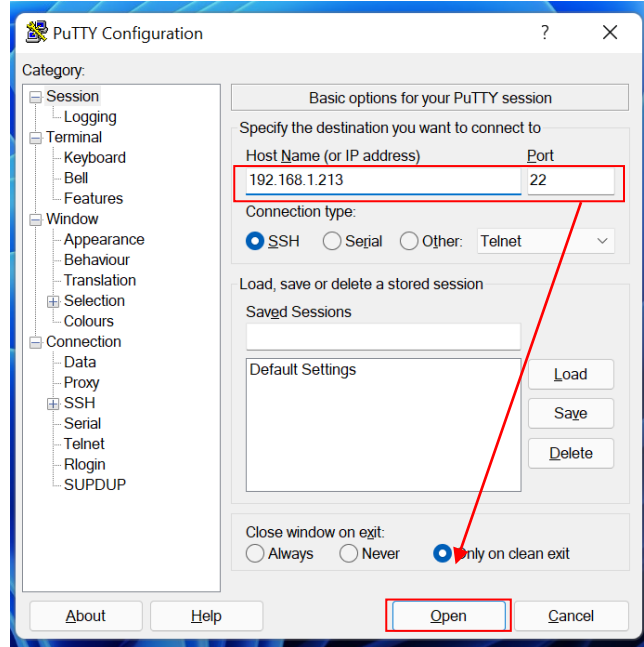 PuTTY Configuration ?
Category:
Session
Logging
Terminal
Keyboard
Bell
Features
Window
Appearance
Behaviour
Translation
Selection
Colours
Connection
Data
Proxy
SSH
Serial
Telnet
Rlogin
SUPDUP
Basic options for your PuTTY session
Specify the destination you want to connect to
Host Name (or IP address) Port
192.168.1.213 22
Connection type:
SSH Serial Other: Telnet
Load, save or delete a stored session
Saved Sessions
Default Settings
Load
Save
Delete
Close window on exit:
Always Never Only on clean exit
About Help Open Cancel